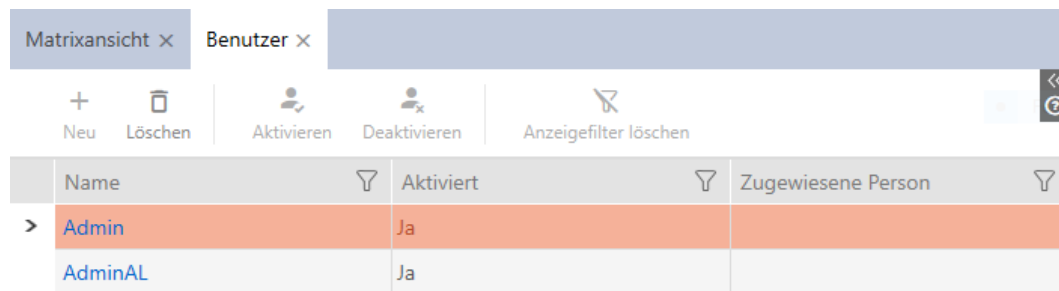 Matrixansicht × Benutzer ×
Neu Löschen Aktivieren Deaktivieren Anzeigefilter löschen
Name Aktiviert Zugewiesene Person
Admin Ja
AdminAL Ja